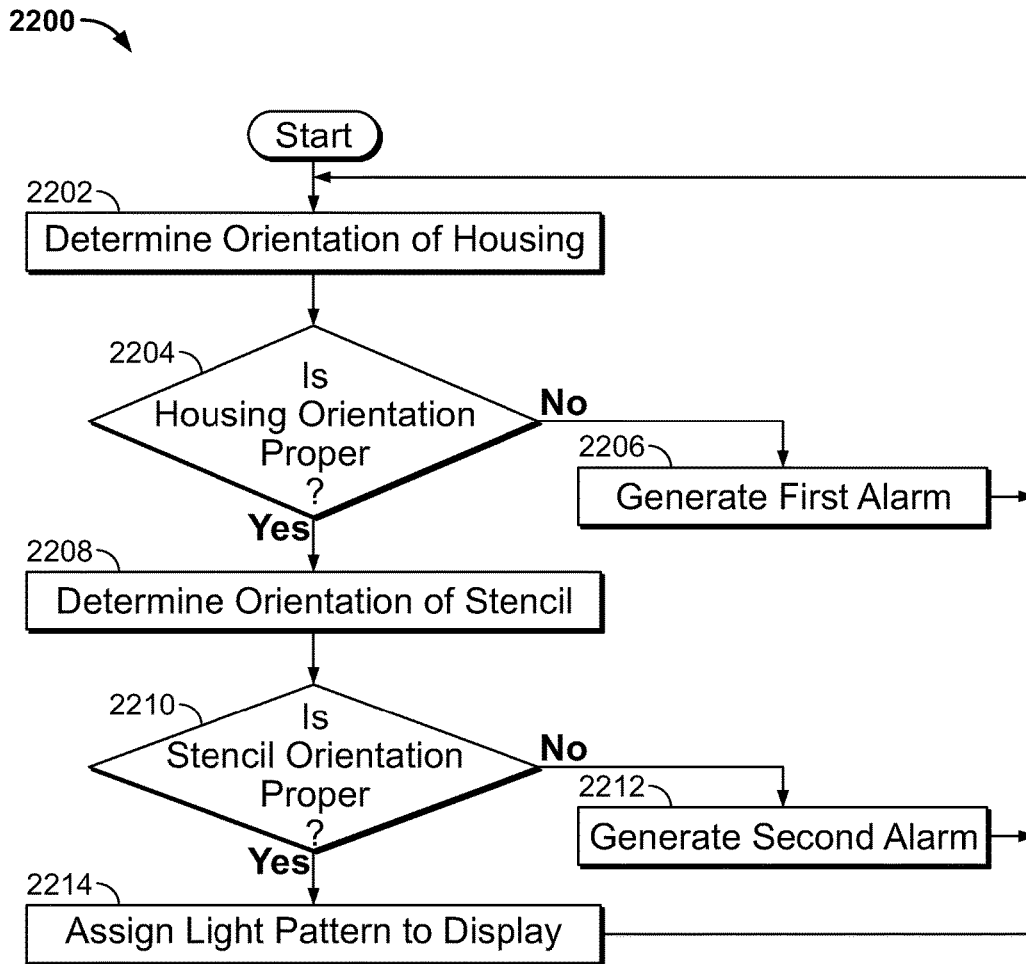 2200
Start
2202
Determine Orientation of Housing
2204
Is
Housing Orientation
Proper
?
No
Yes
2206
Generate First Alarm
2208
Determine Orientation of Stencil
2210
Is
Stencil Orientation
Proper
?
No
Yes
2212
Generate Second Alarm
2214
Assign Light Pattern to Display